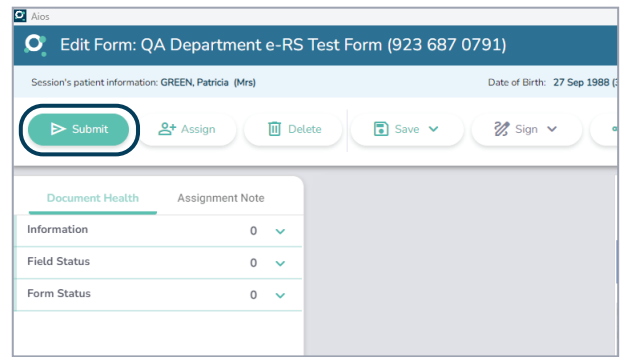 Aios
Edit Form: QA Department e-RS Test Form (923 687 0791)
Session's patient information: GREEN, Patricia (Mrs) Date of Birth: 27 Sep 1988 (3
Submit Assign Delete Save Sign
Document Health Assignment Note
Information 0
Field Status 0
Form Status 0